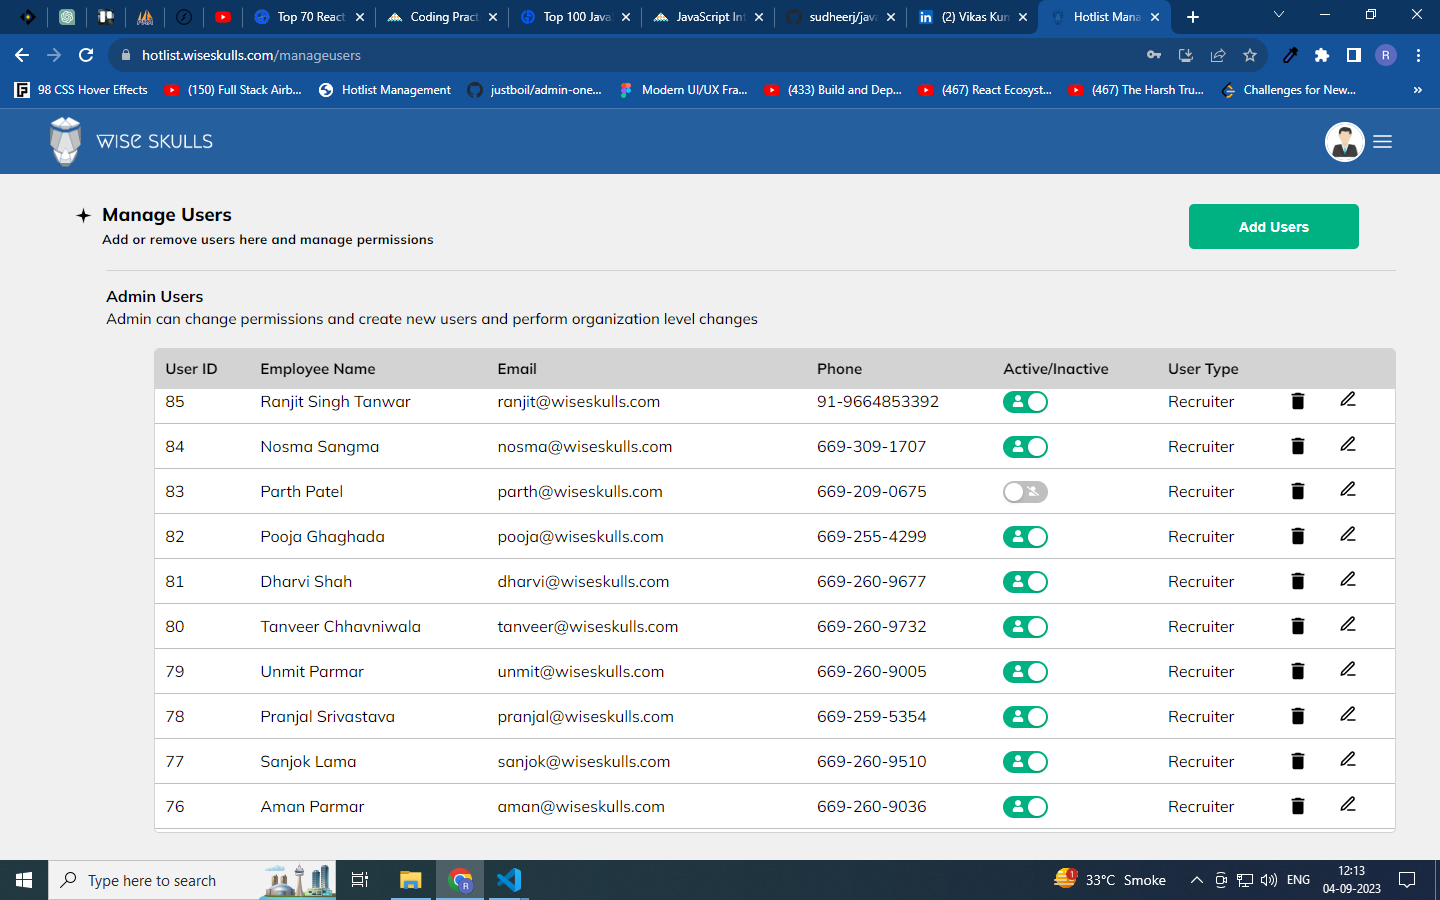 Top 70 React
Coding Pract
Top 100 Java
JavaScript Int
sudheerj/java
(2) Vikas Kum
Hotlist Mana
hotlist.wiseskulls.com/manageusers
R
98 CSS Hover Effects
(150) Full Stack Airb...
Hotlist Management
justboil/admin-one...
Modern UI/UX Fra...
(433) Build and Dep...
(467) React Ecosyst...
(467) The Harsh Tru...
Challenges for New...
»
WISE SKULLS
Manage Users
Add or remove users here and manage permissions
Add Users
Admin Users
Admin can change permissions and create new users and perform organization level changes
User ID Employee Name Email Phone Active/Inactive User Type
85 Ranjit Singh Tanwar ranjit@wiseskulls.com 91-9664853392 Recruiter
84 Nosma Sangma nosma@wiseskulls.com 669-309-1707 Recruiter
83 Parth Patel parth@wiseskulls.com 669-209-0675 Recruiter
82 Pooja Ghaghada pooja@wiseskulls.com 669-255-4299 Recruiter
81 Dharvi Shah dharvi@wiseskulls.com 669-260-9677 Recruiter
80 Tanveer Chhavniwala tanveer@wiseskulls.com 669-260-9732 Recruiter
79 Unmit Parmar unmit@wiseskulls.com 669-260-9005 Recruiter
78 Pranjal Srivastava pranjal@wiseskulls.com 669-259-5354 Recruiter
77 Sanjok Lama sanjok@wiseskulls.com 669-260-9510 Recruiter
76 Aman Parmar aman@wiseskulls.com 669-260-9036 Recruiter
Type here to search
R
1
33°C Smoke
ENG
12:13
04-09-2023